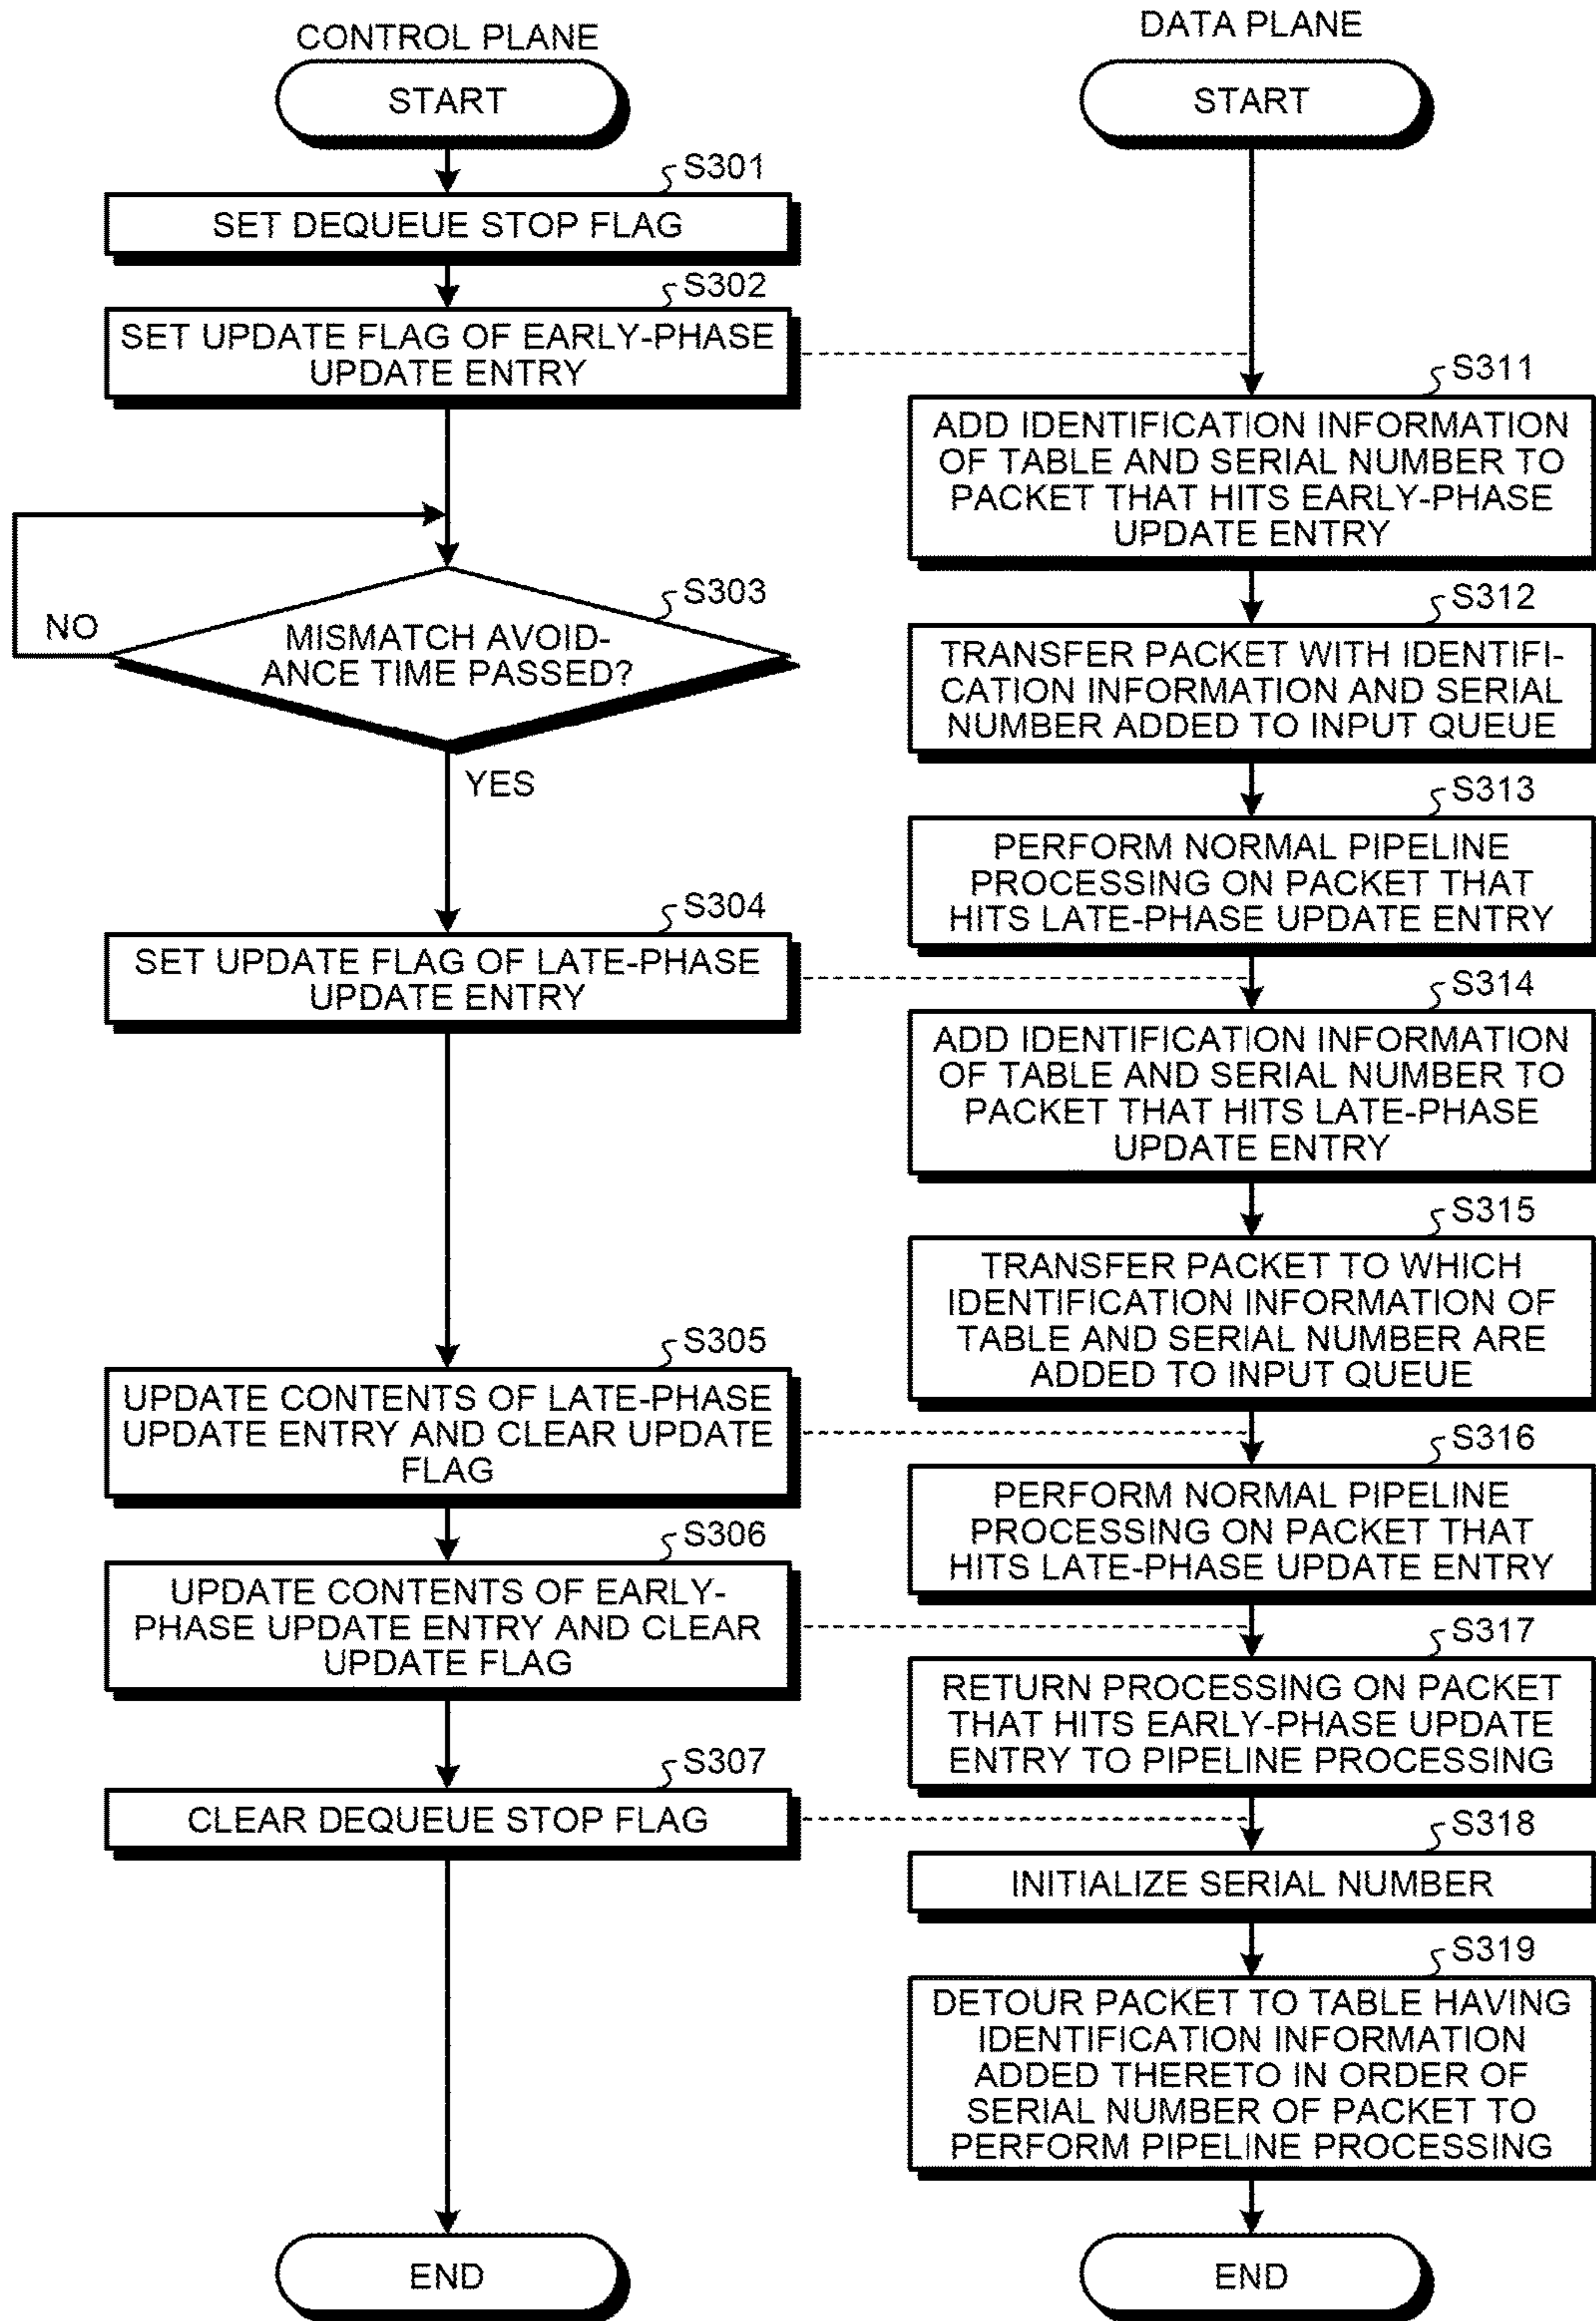 CONTROL PLANE
START
S301
SET DEQUEUE STOP FLAG
S302
SET UPDATE FLAG OF EARLY-PHASE
UPDATE ENTRY
S303
NO
MISMATCH AVOID-
ANCE TIME PASSED?
YES
S304
SET UPDATE FLAG OF LATE-PHASE
UPDATE ENTRY
S305
UPDATE CONTENTS OF LATE-PHASE
UPDATE ENTRY AND CLEAR UPDATE
FLAG
S306
UPDATE CONTENTS OF EARLY-
PHASE UPDATE ENTRY AND CLEAR
UPDATE FLAG
S307
CLEAR DEQUEUE STOP FLAG
END
DATA PLANE
START
S311
ADD IDENTIFICATION INFORMATION
OF TABLE AND SERIAL NUMBER TO
PACKET THAT HITS EARLY-PHASE
UPDATE ENTRY
S312
TRANSFER PACKET WITH IDENTIFI-
CATION INFORMATION AND SERIAL
NUMBER ADDED TO INPUT QUEUE
S313
PERFORM NORMAL PIPELINE
PROCESSING ON PACKET THAT
HITS LATE-PHASE UPDATE ENTRY
S314
ADD IDENTIFICATION INFORMATION
OF TABLE AND SERIAL NUMBER TO
PACKET THAT HITS LATE-PHASE
UPDATE ENTRY
S315
TRANSFER PACKET TO WHICH
IDENTIFICATION INFORMATION OF
TABLE AND SERIAL NUMBER ARE
ADDED TO INPUT QUEUE
S316
PERFORM NORMAL PIPELINE
PROCESSING ON PACKET THAT
HITS LATE-PHASE UPDATE ENTRY
S317
RETURN PROCESSING ON PACKET
THAT HITS EARLY-PHASE UPDATE
ENTRY TO PIPELINE PROCESSING
S318
INITIALIZE SERIAL NUMBER
S319
DETOUR PACKET TO TABLE HAVING
IDENTIFICATION INFORMATION
ADDED THERETO IN ORDER OF
SERIAL NUMBER OF PACKET TO
PERFORM PIPELINE PROCESSING
END